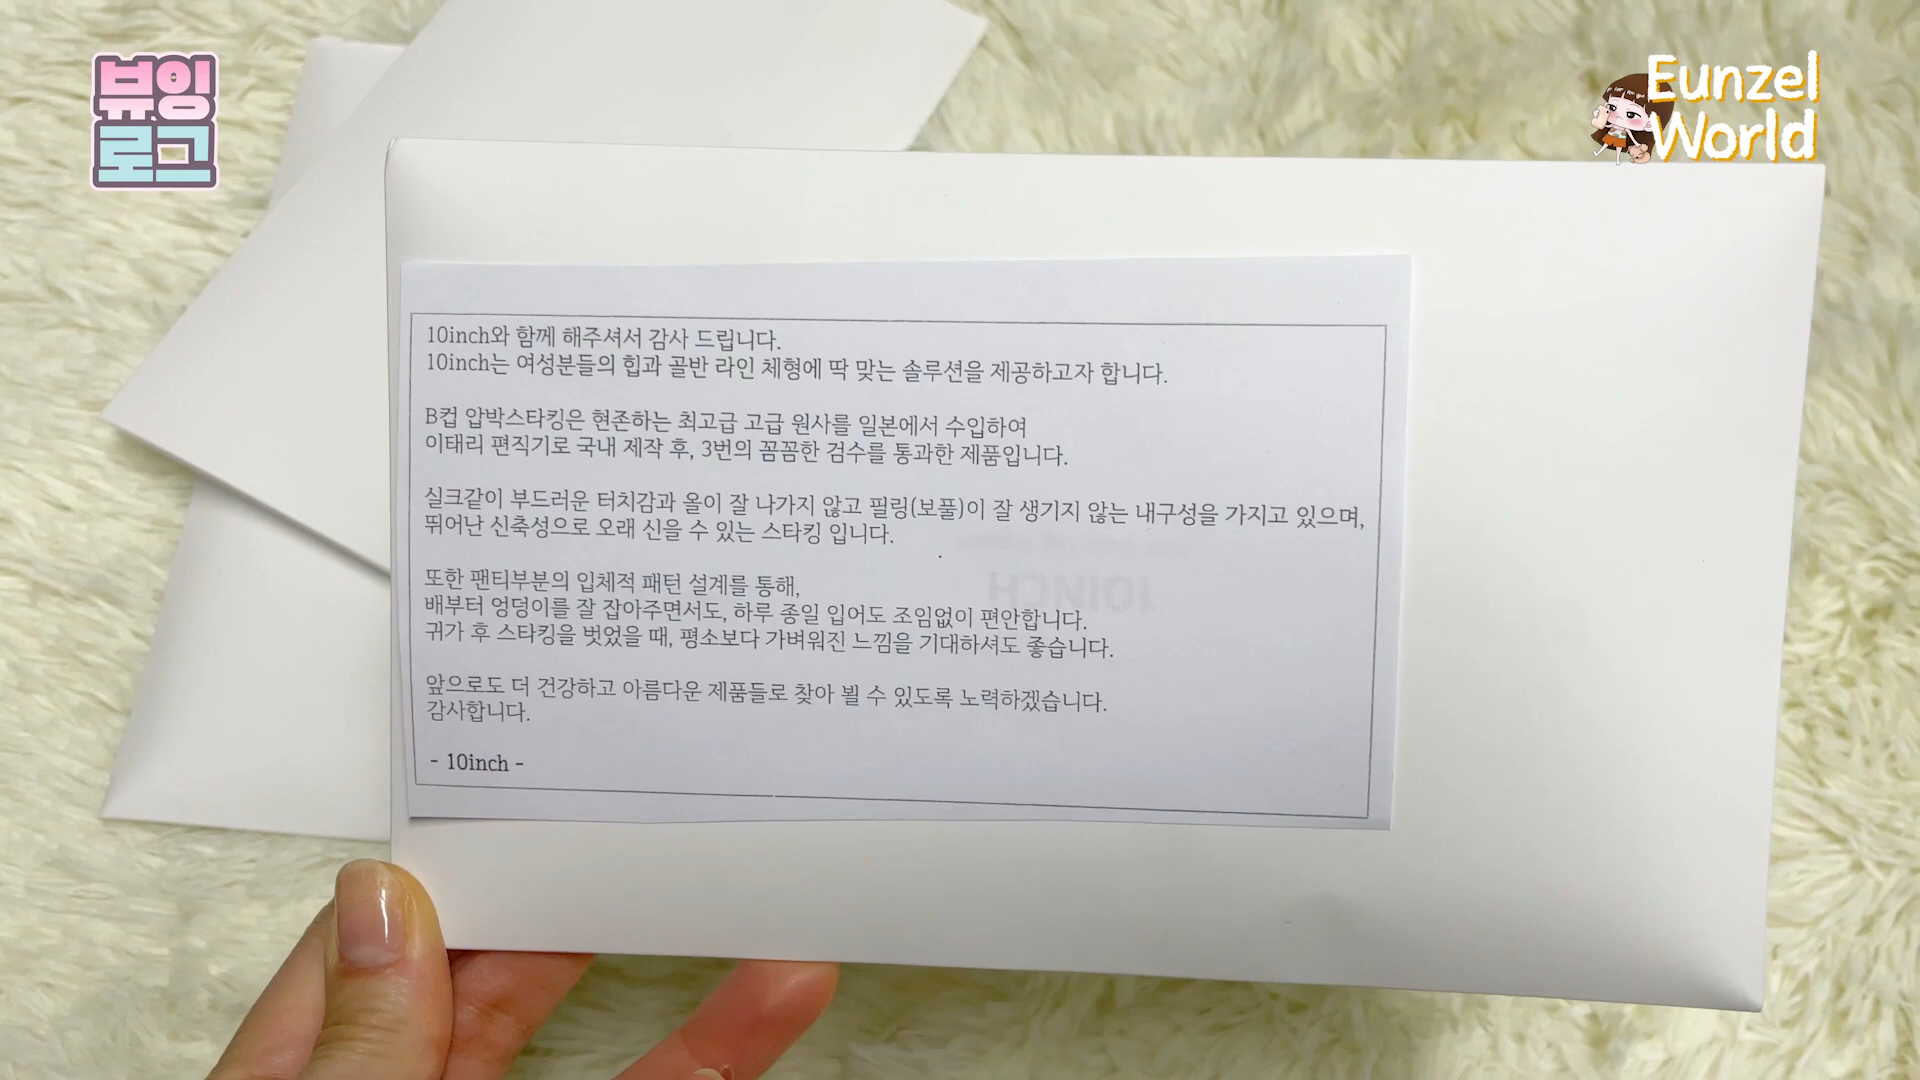 뷰잉
로그
Eunzel
World
10inch와 함께 해주셔서 감사 드립니다.
10inch는 여성분들의 힙과 골반 라인 체형에 딱 맞는 솔루션을 제공하고자 합니다.
B컵 압박스타킹은 현존하는 최고급 고급 원사를 일본에서 수입하여
이태리 편직기로 국내 제작 후, 3번의 꼼꼼한 검수를 통과한 제품입니다.
실크같이 부드러운 터치감과 올이 잘 나가지 않고 필링(보풀)이 잘 생기지 않는 내구성을 가지고 있으며,
뛰어난 신축성으로 오래 신을 수 있는 스타킹 입니다.
또한 팬티부분의 입체적 패턴 설계를 통해,
배부터 엉덩이를 잘 잡아주면서도, 하루 종일 입어도 조임없이 편안합니다.
귀가 후 스타킹을 벗었을 때, 평소보다 가벼워진 느낌을 기대하셔도 좋습니다.
앞으로도 더 건강하고 아름다운 제품들로 찾아 뵐 수 있도록 노력하겠습니다.
감사합니다.
- 10inch -
10INCH